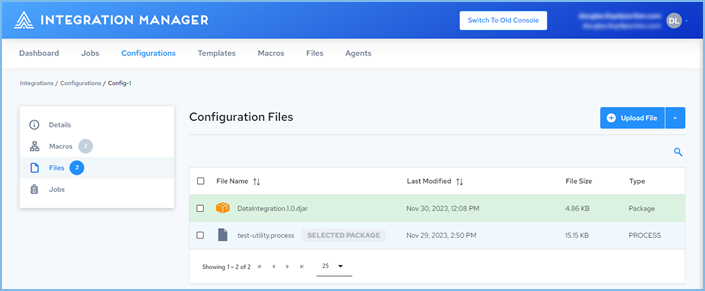 INTEGRATION MANAGER
Switch To Old Console
DL
Dashboard Jobs Configurations Templates Macros Files Agents
Integrations / Configurations / Config-1
Details
Macros 2
Files 2
Jobs
Configuration Files
Upload File
File Name Last Modified File Size Type
DataIntegration.1.0.djar Nov 30, 2023, 12:08 PM 4.86 KB Package
test-utility.process SELECTED PACKAGE Nov 29, 2023, 2:50 PM 15.15 KB PROCESS
Showing 1 – 2 of 2 25